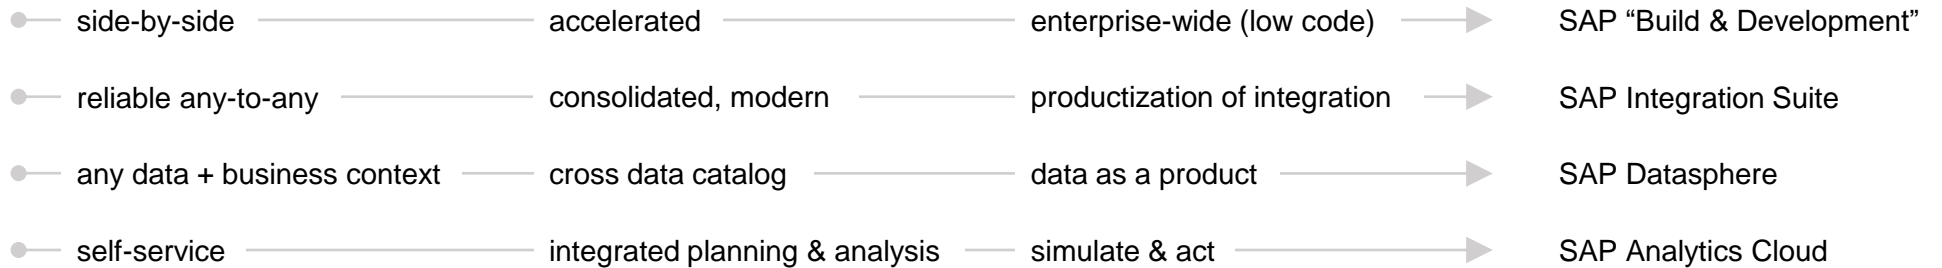 side-by-side accelerated enterprise-wide (low code) SAP “Build & Development”
reliable any-to-any consolidated, modern productization of integration SAP Integration Suite
any data + business context cross data catalog data as a product SAP Datasphere
self-service integrated planning & analysis simulate & act SAP Analytics Cloud